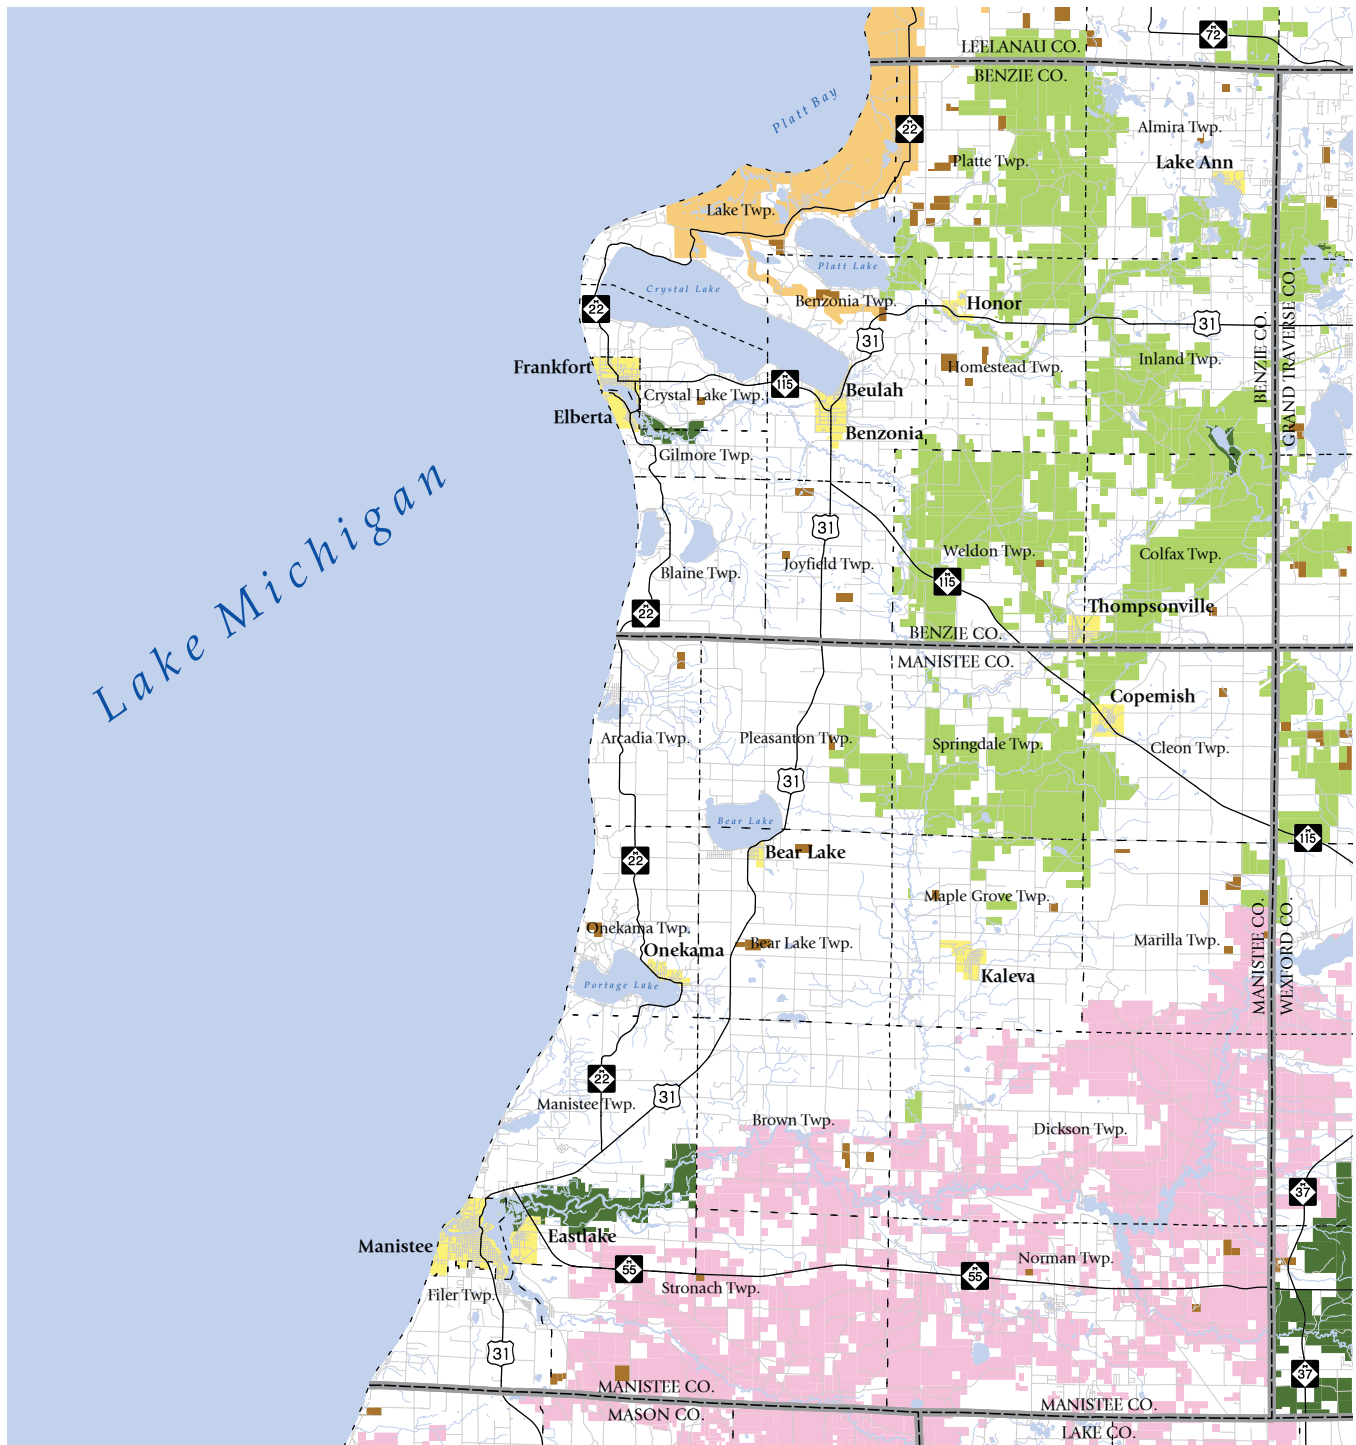 M
72
LEELANAU CO.
BENZIE CO.
Platt Bay
M
22
Almira Twp.
Platte Twp.
Lake Ann
Lake Twp.
Platt Lake
Crystal Lake
Benzonia Twp.
Honor
M
22
31
31
BENZIE CO.
GRAND TRAVERSE CO.
Inland Twp.
Homestead Twp.
Frankfort
M
115
Crystal Lake Twp.
Beulah
Elberta
Benzonia
Gilmore Twp.
Lake Michigan
31
Weldon Twp.
Colfax Twp.
Joyfield Twp.
Blaine Twp.
M
115
Thompsonville
M
22
BENZIE CO.
MANISTEE CO.
Copemish
Arcadia Twp.
Pleasanton Twp.
Springdale Twp.
Cleon Twp.
31
Bear Lake
M
115
Bear Lake
M
22
Maple Grove Twp.
MANISTEE CO.
WEXFORD CO.
Onekama Twp.
Onekama
Bear Lake Twp.
Marilla Twp.
Kaleva
Portage Lake
M
22
31
Manistee Twp.
Brown Twp.
Dickson Twp.
M
37
Eastlake
Manistee
Norman Twp.
M
55
M
55
Stronach Twp.
Filer Twp.
31
M
37
MANISTEE CO.
MASON CO.
MANISTEE CO.
LAKE CO.